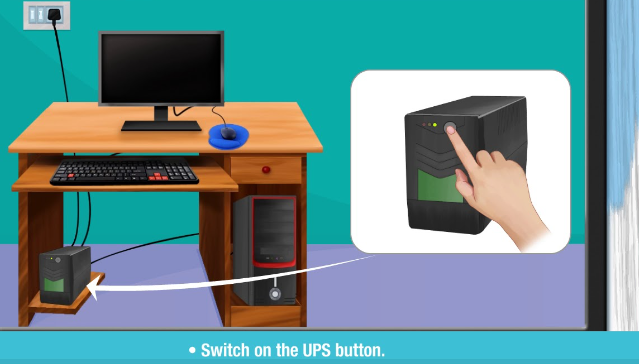 • Switch on the UPS button.